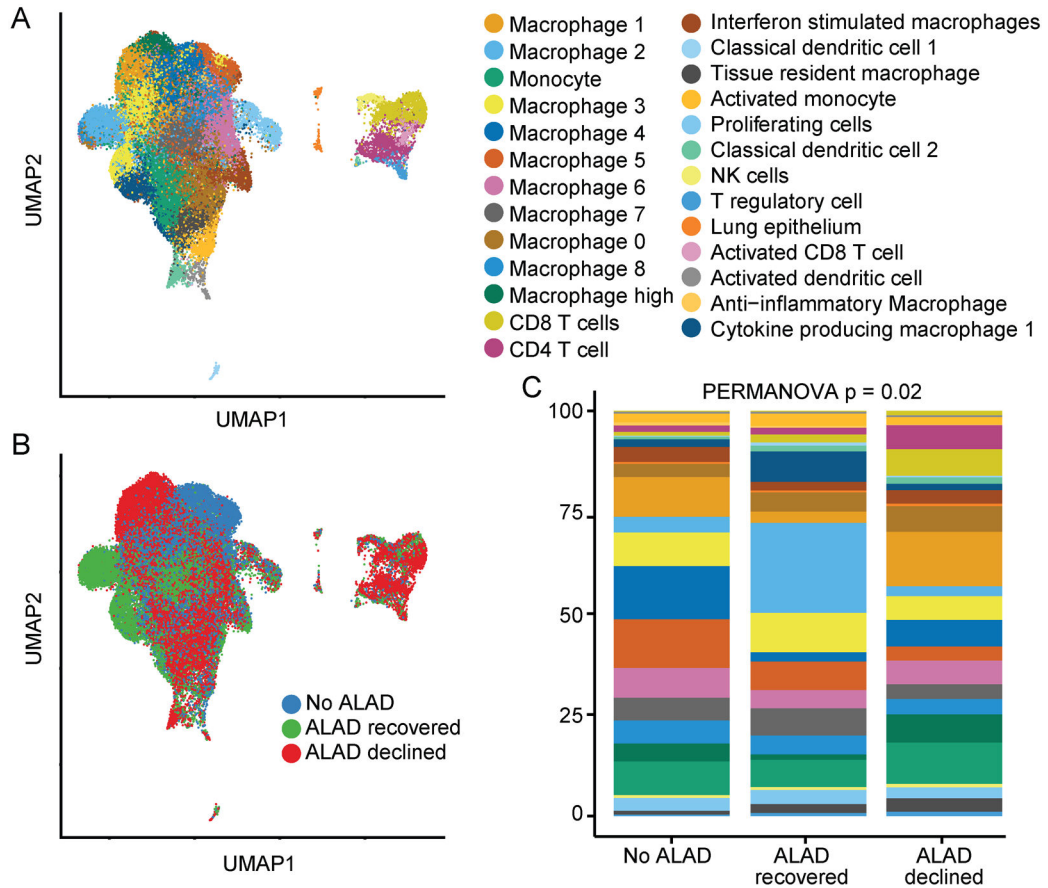 A
UMAP2
UMAP1
Macrophage 1
Macrophage 2
Monocyte
Macrophage 3
Macrophage 4
Macrophage 5
Macrophage 6
Macrophage 7
Macrophage 0
Macrophage 8
Macrophage high
CD8 T cells
CD4 T cell
Interferon stimulated macrophages
Classical dendritic cell 1
Tissue resident macrophage
Activated monocyte
Proliferating cells
Classical dendritic cell 2
NK cells
T regulatory cell
Lung epithelium
Activated CD8 T cell
Activated dendritic cell
Anti−inflammatory Macrophage
Cytokine producing macrophage 1
B
UMAP2
UMAP1
No ALAD
ALAD recovered
ALAD declined
C
PERMANOVA p = 0.02
100
75
50
25
0
No ALAD
ALAD
recovered
ALAD
declined